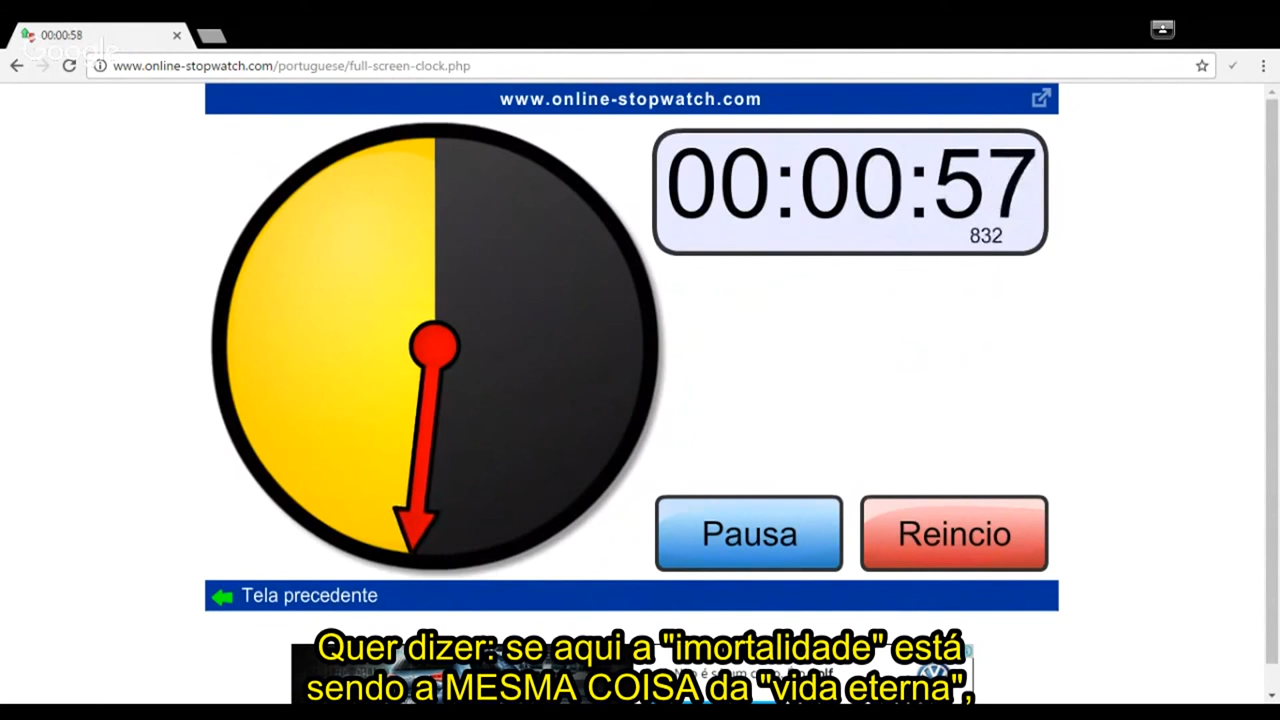 00:00:58
Google
www.online-stopwatch.com/portuguese/full-screen-clock.php
www.online-stopwatch.com
00:00:57
832
Pausa
Reincio
Tela precedente
Quer dizer: se aqui a "imortalidade" está
sendo a MESMA COISA da "vida eterna",